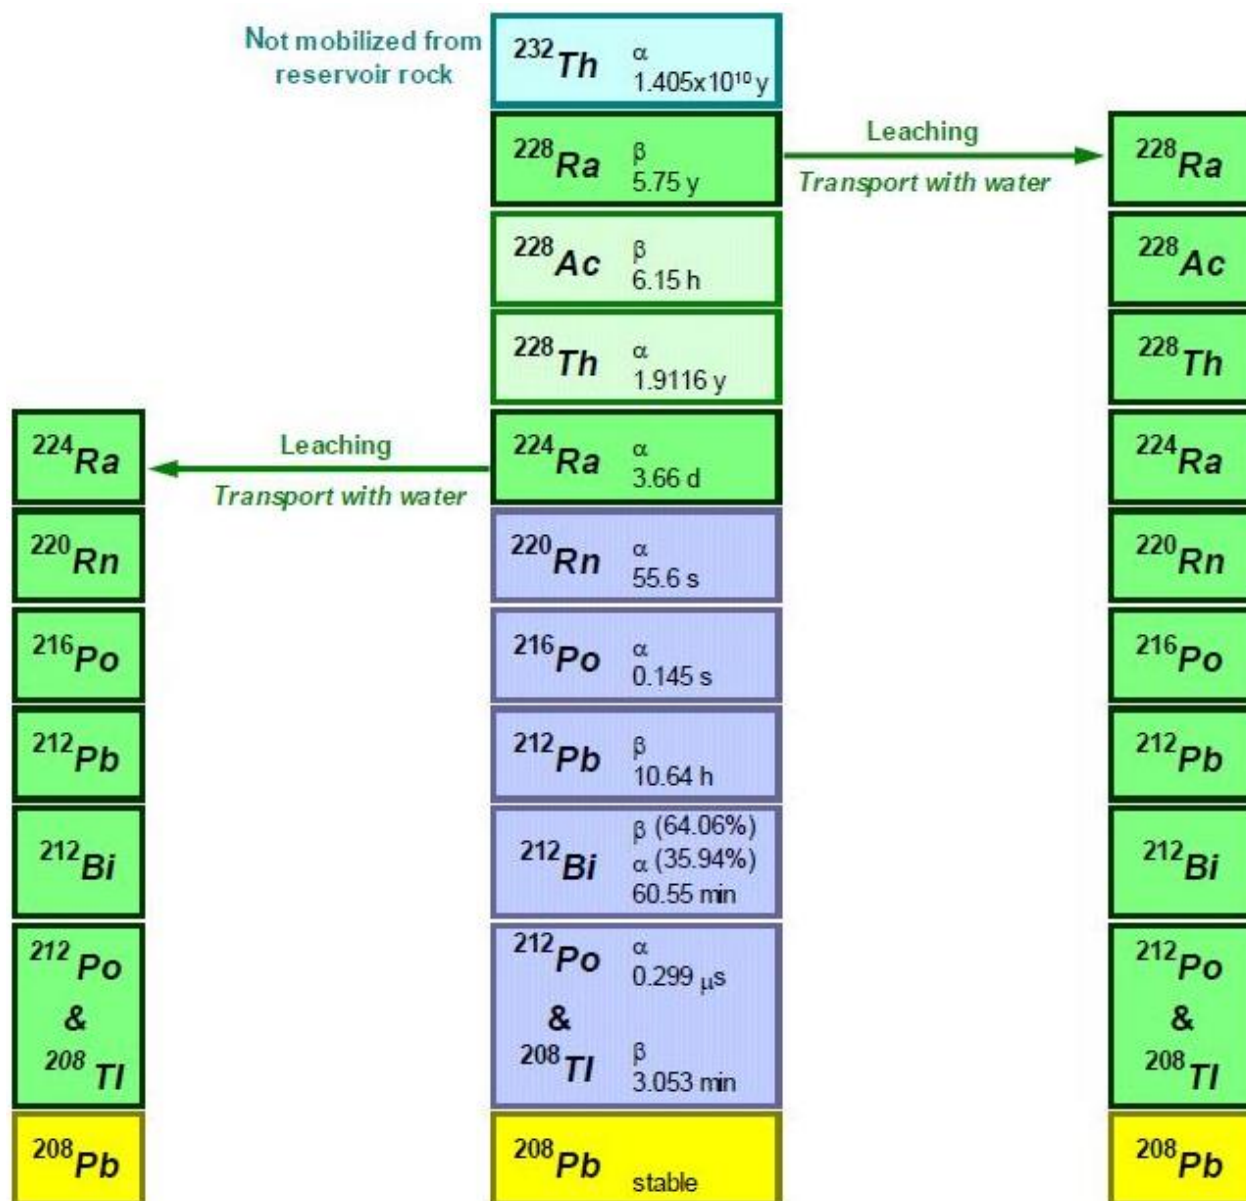 Not mobilized from
reservoir rock
²³²Th α
1.405x10¹⁰ y
²²⁸Ra β
5.75 y
Leaching
Transport with water
²²⁸Ra
²²⁸Ac β
6.15 h
²²⁸Ac
²²⁸Th α
1.9116 y
²²⁸Th
²²⁴Ra
Leaching
Transport with water
²²⁴Ra α
3.66 d
²²⁴Ra
²²⁰Rn
²²⁰Rn α
55.6 s
²²⁰Rn
²¹⁶Po
²¹⁶Po α
0.145 s
²¹⁶Po
²¹²Pb
²¹²Pb β
10.64 h
²¹²Pb
²¹²Bi
²¹²Bi β (64.06%)
α (35.94%)
60.55 min
²¹²Bi
²¹²Po
&
²⁰⁸Tl
²¹²Po α
0.299 μs
&
²⁰⁸Tl β
3.053 min
²¹²Po
&
²⁰⁸Tl
²⁰⁸Pb
²⁰⁸Pb stable
²⁰⁸Pb